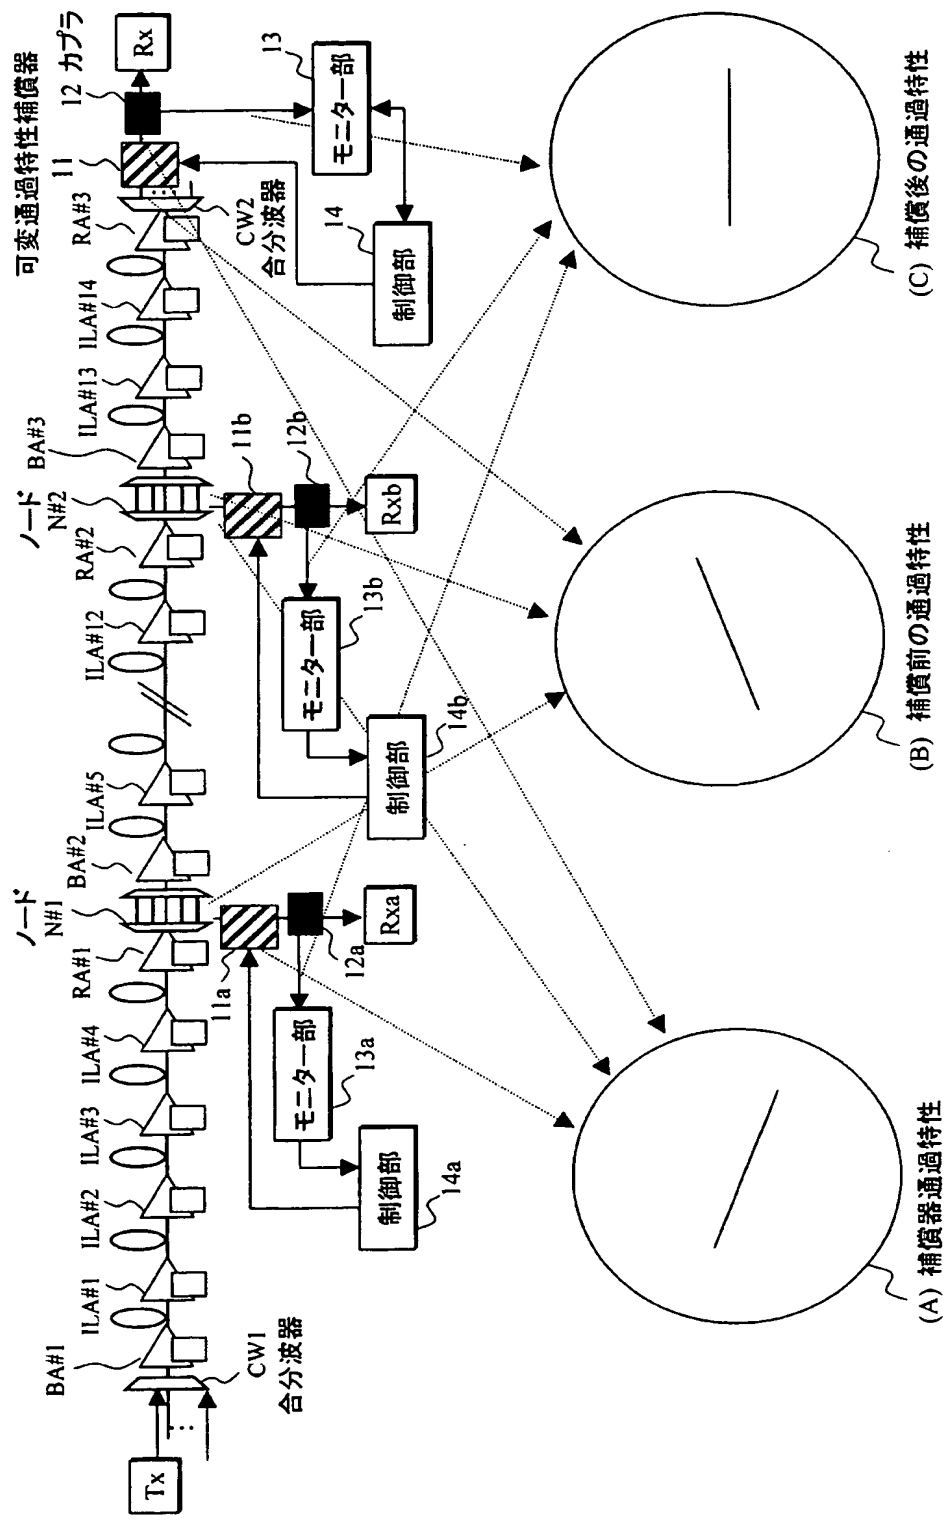 Tx
CW1
合分波器
BA#1
ILA#1
ILA#2
ILA#3
ILA#4
RA#1
ノード
N#1
BA#2
ILA#5
ILA#12
RA#2
ノード
N#2
BA#3
ILA#13
ILA#14
RA#3
可変通過特性補償器
11
12 カプラ
Rx
CW2
合分波器
13
モニター部
14
制御部
11a
12a
Rxa
モニター部
13a
制御部
14a
11b
12b
Rxb
モニター部
13b
制御部
14b
(A) 補償器通過特性
(B) 補償前の通過特性
(C) 補償後の通過特性